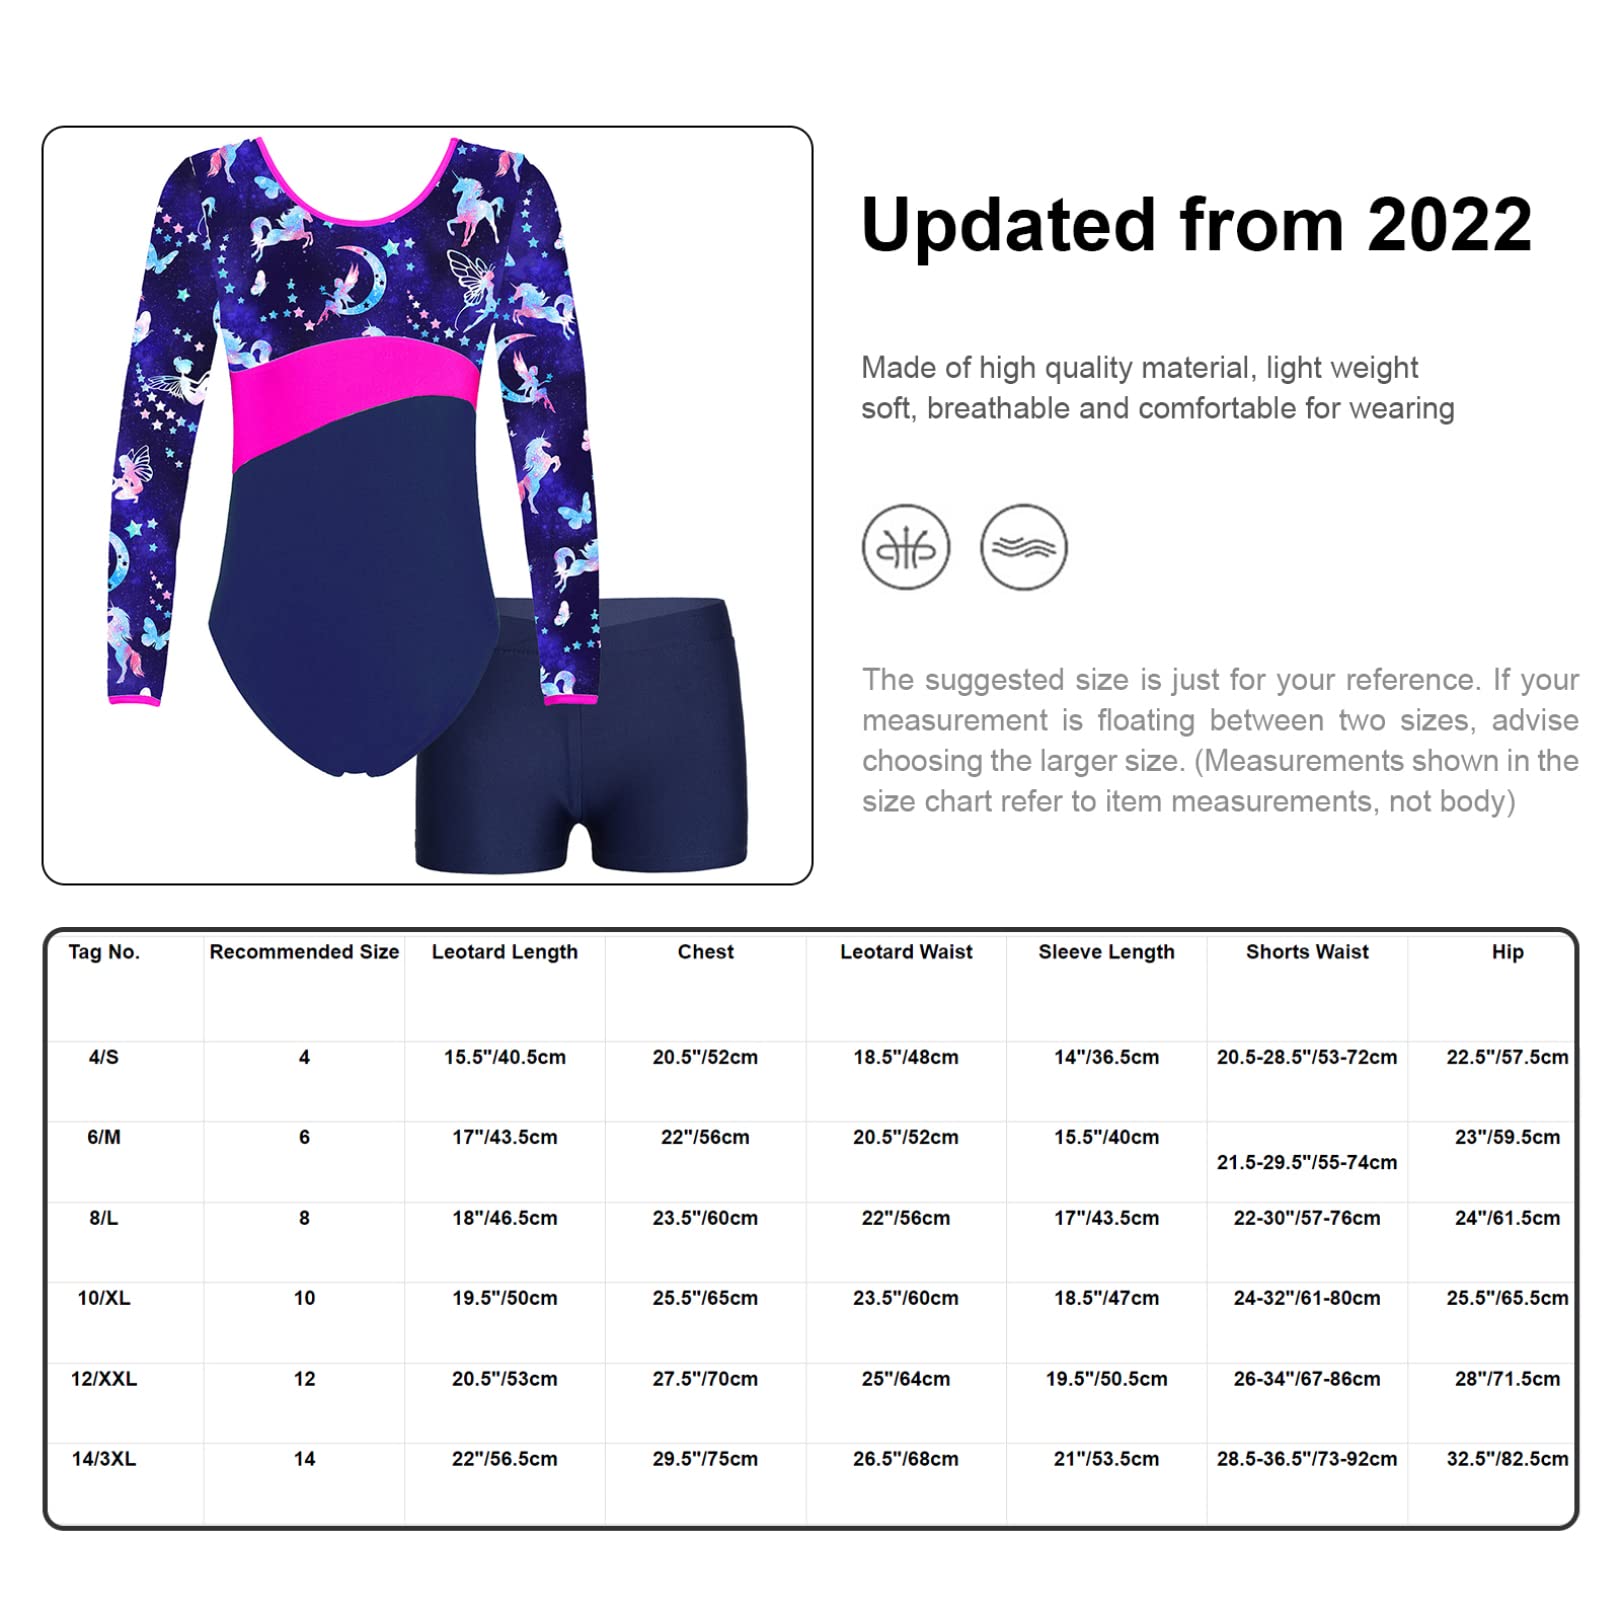 Updated from 2022
Made of high quality material, light weight
soft, breathable and comfortable for wearing
The suggested size is just for your reference. If your
measurement is floating between two sizes, advise
choosing the larger size. (Measurements shown in the
size chart refer to item measurements, not body)
Tag No. Recommended Size Leotard Length Chest Leotard Waist Sleeve Length Shorts Waist Hip
4/S 4 15.5"/40.5cm 20.5"/52cm 18.5"/48cm 14"/36.5cm 20.5-28.5"/53-72cm 22.5"/57.5cm
6/M 6 17"/43.5cm 22"/56cm 20.5"/52cm 15.5"/40cm 21.5-29.5"/55-74cm 23"/59.5cm
8/L 8 18"/46.5cm 23.5"/60cm 22"/56cm 17"/43.5cm 22-30"/57-76cm 24"/61.5cm
10/XL 10 19.5"/50cm 25.5"/65cm 23.5"/60cm 18.5"/47cm 24-32"/61-80cm 25.5"/65.5cm
12/XXL 12 20.5"/53cm 27.5"/70cm 25"/64cm 19.5"/50.5cm 26-34"/67-86cm 28"/71.5cm
14/3XL 14 22"/56.5cm 29.5"/75cm 26.5"/68cm 21"/53.5cm 28.5-36.5"/73-92cm 32.5"/82.5cm